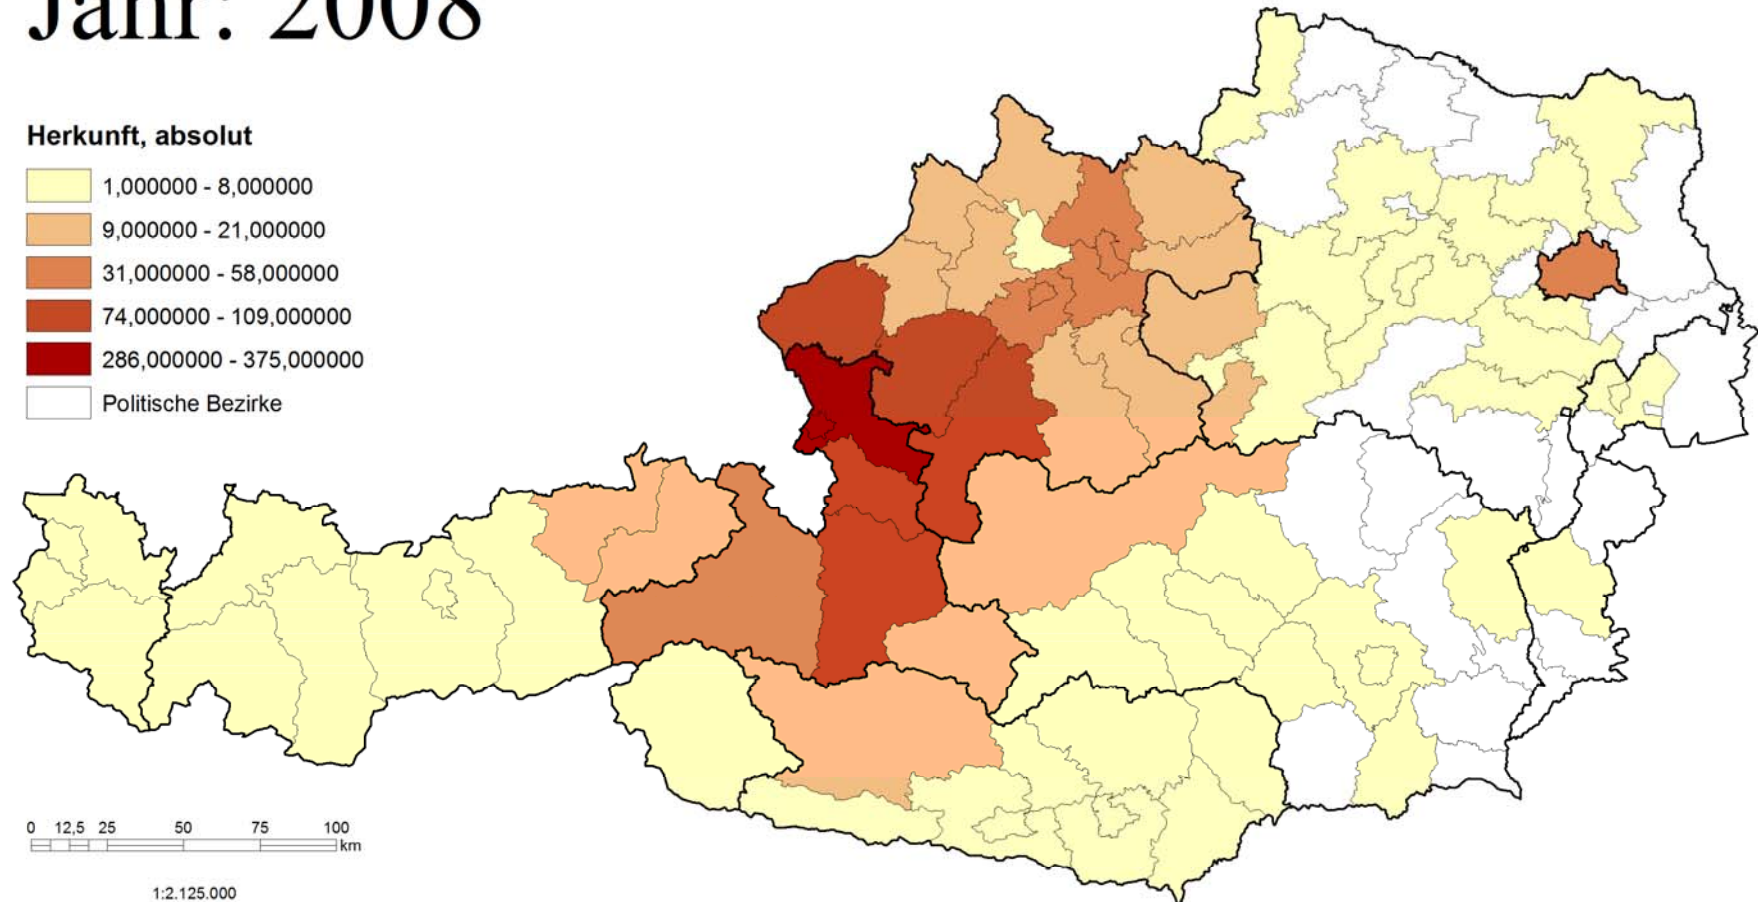 Jahr: 2008
Herkunft, absolut
1,000000 - 8,000000
9,000000 - 21,000000
31,000000 - 58,000000
74,000000 - 109,000000
286,000000 - 375,000000
Politische Bezirke
0 12,5 25 50 75 100
km
1:2.125.000